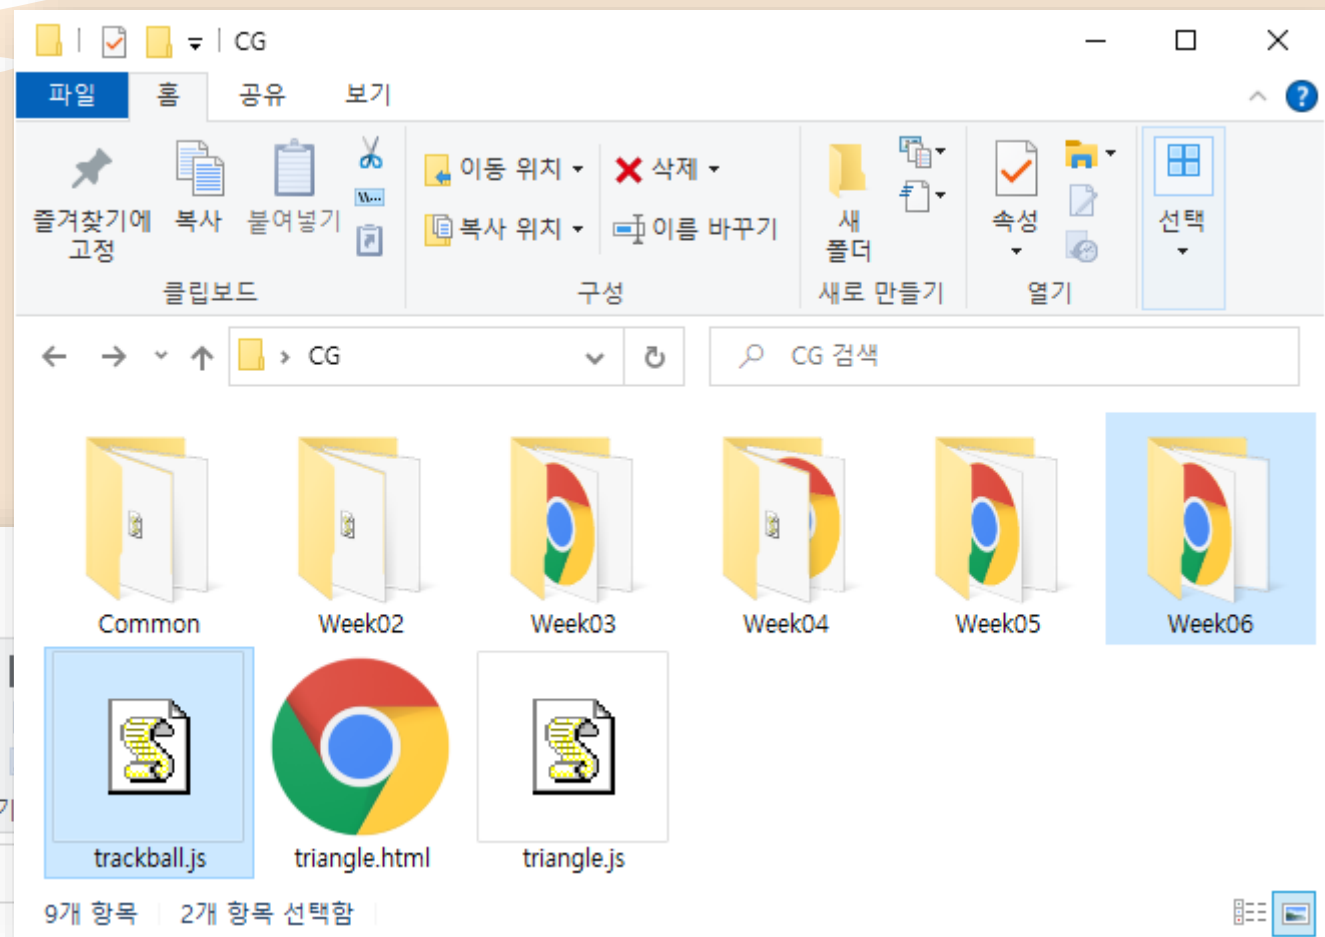 CG
파일 홈 공유 보기
즐겨찾기에
고정
복사
붙여넣기
클립보드
이동 위치
복사 위치
삭제
이름 바꾸기
구성
새
폴더
새로 만들기
속성
열기
선택
CG
CG 검색
Common Week02 Week03 Week04 Week05 Week06
trackball.js triangle.html triangle.js
9개 항목 2개 항목 선택함